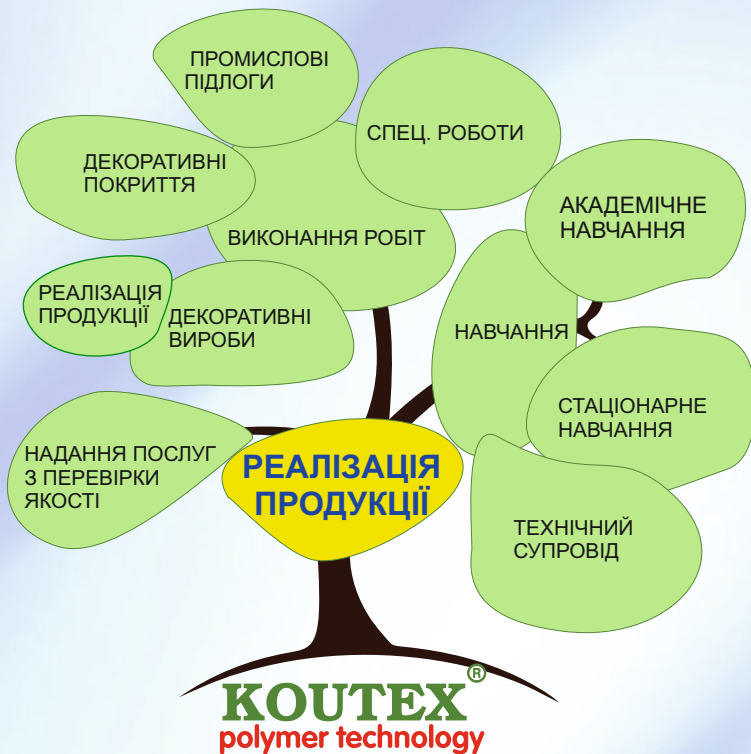 ПРОМИСЛОВІ
ПІДЛОГИ
СПЕЦ. РОБОТИ
ДЕКОРАТИВНІ
ПОКРИТТЯ
АКАДЕМІЧНЕ
НАВЧАННЯ
ВИКОНАННЯ РОБІТ
РЕАЛІЗАЦІЯ
ПРОДУКЦІЇ
ДЕКОРАТИВНІ
ВИРОБИ
НАВЧАННЯ
СТАЦІОНАРНЕ
НАВЧАННЯ
НАДАННЯ ПОСЛУГ
З ПЕРЕВІРКИ
ЯКОСТІ
РЕАЛІЗАЦІЯ
ПРОДУКЦІЇ
ТЕХНІЧНИЙ
СУПРОВІД
KOUTEX®
polymer technology